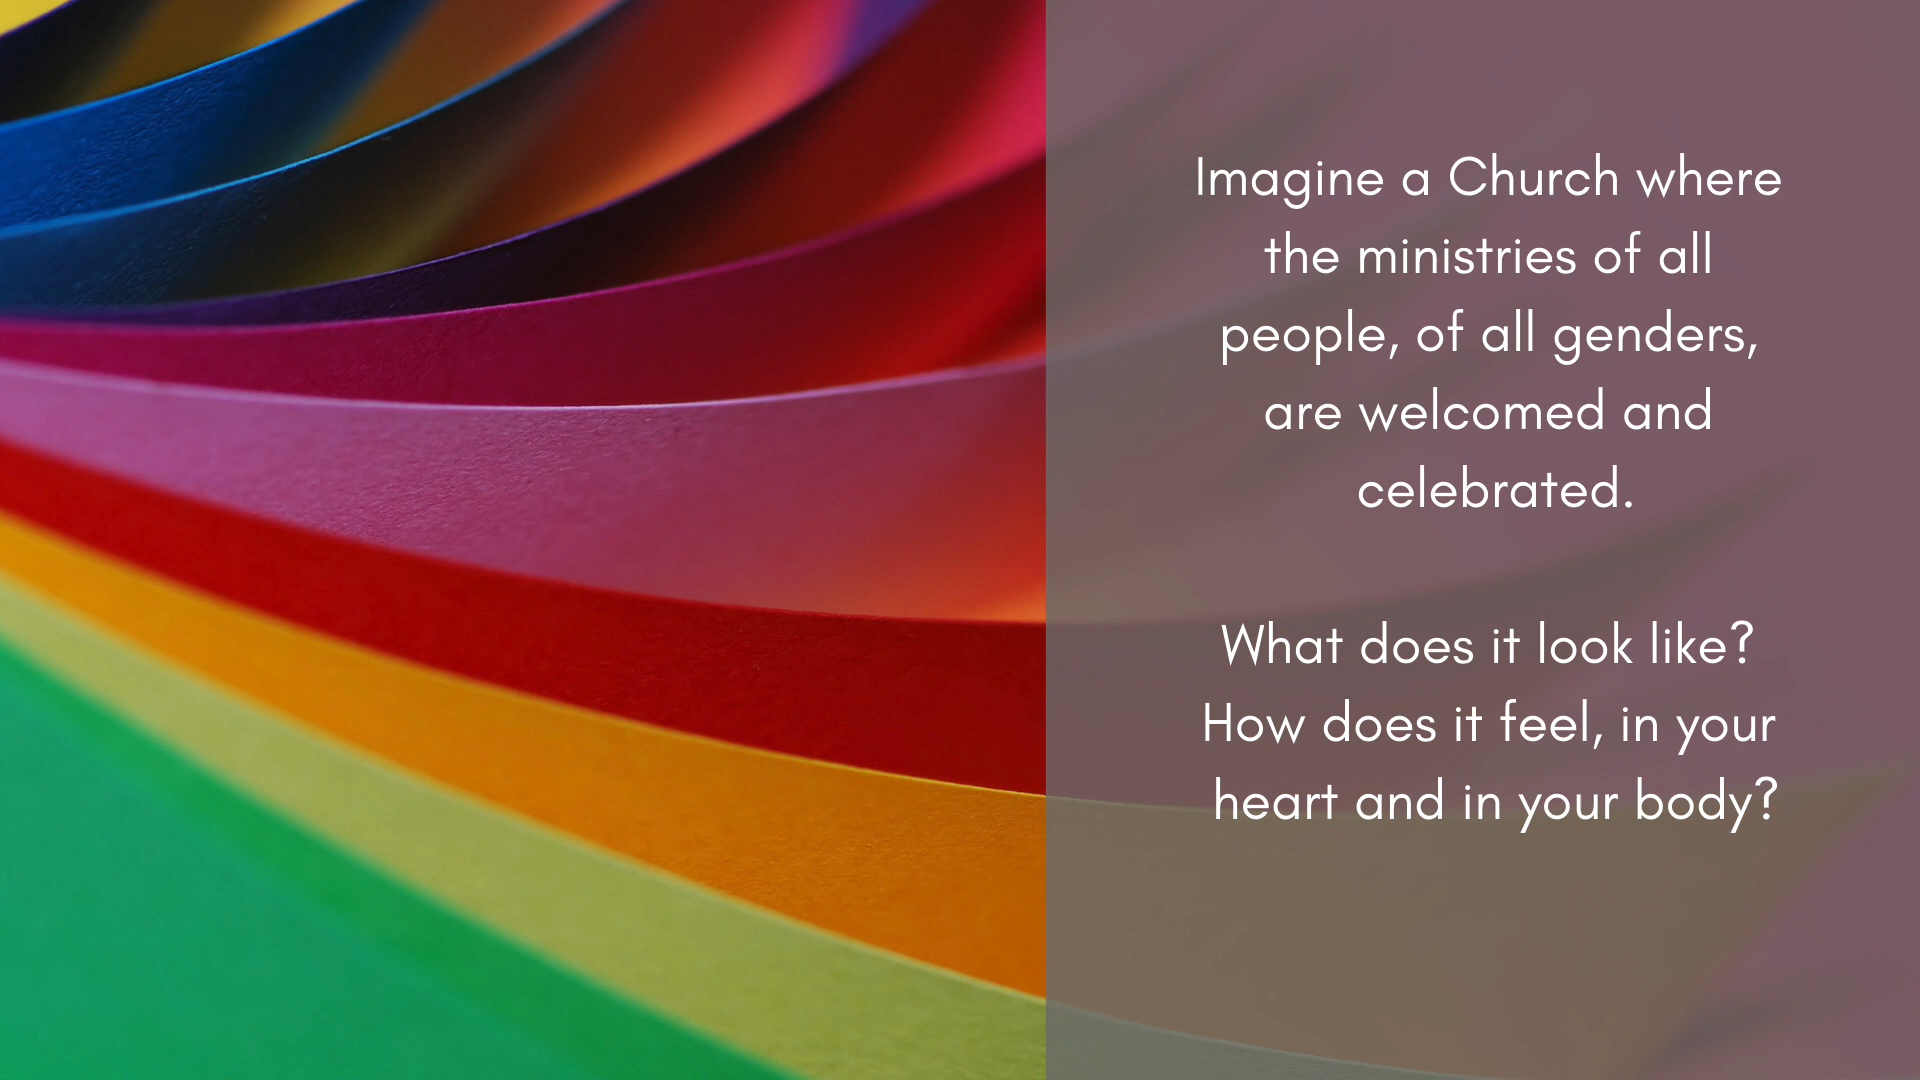 Imagine a Church where
the ministries of all
people, of all genders,
are welcomed and
celebrated.
What does it look like?
How does it feel, in your
heart and in your body?